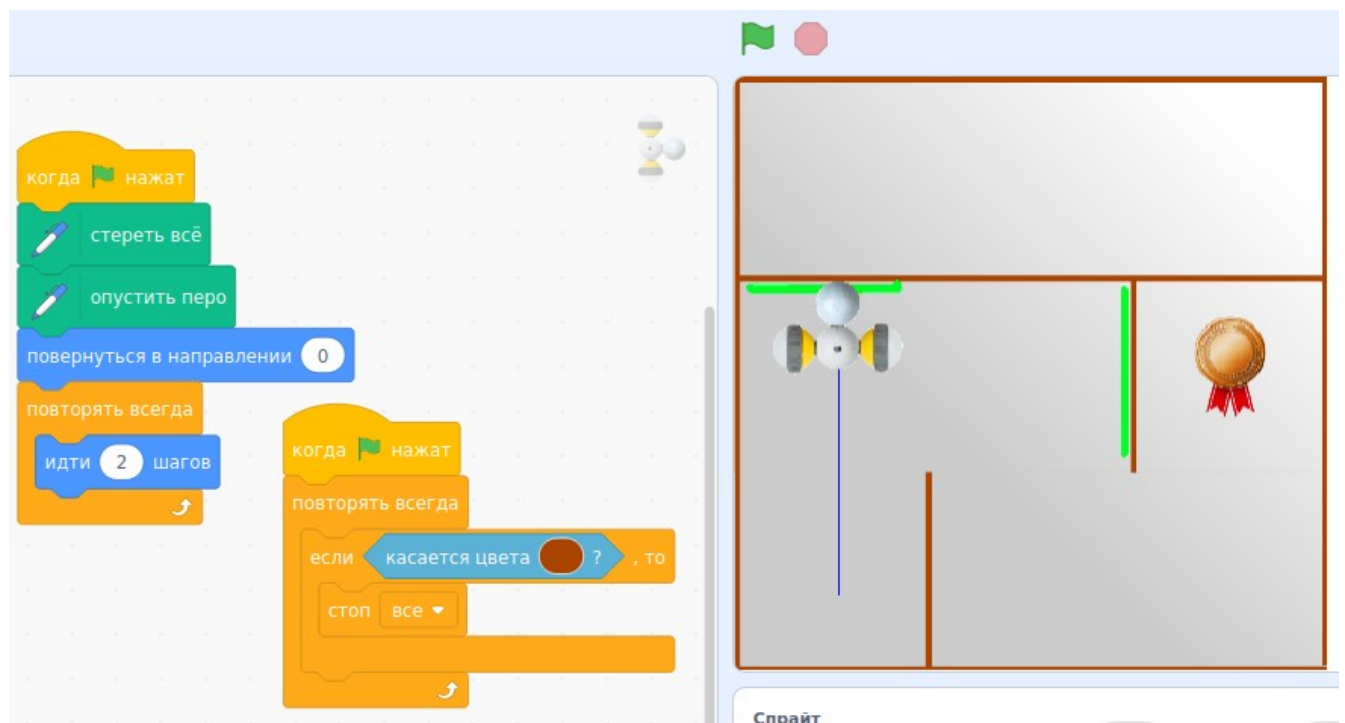 когда нажат
стереть всё
опустить перо
повернуться в направлении 0
повторять всегда
идти 2 шагов
когда нажат
повторять всегда
если касается цвета ? , то
стоп все
Спрайт